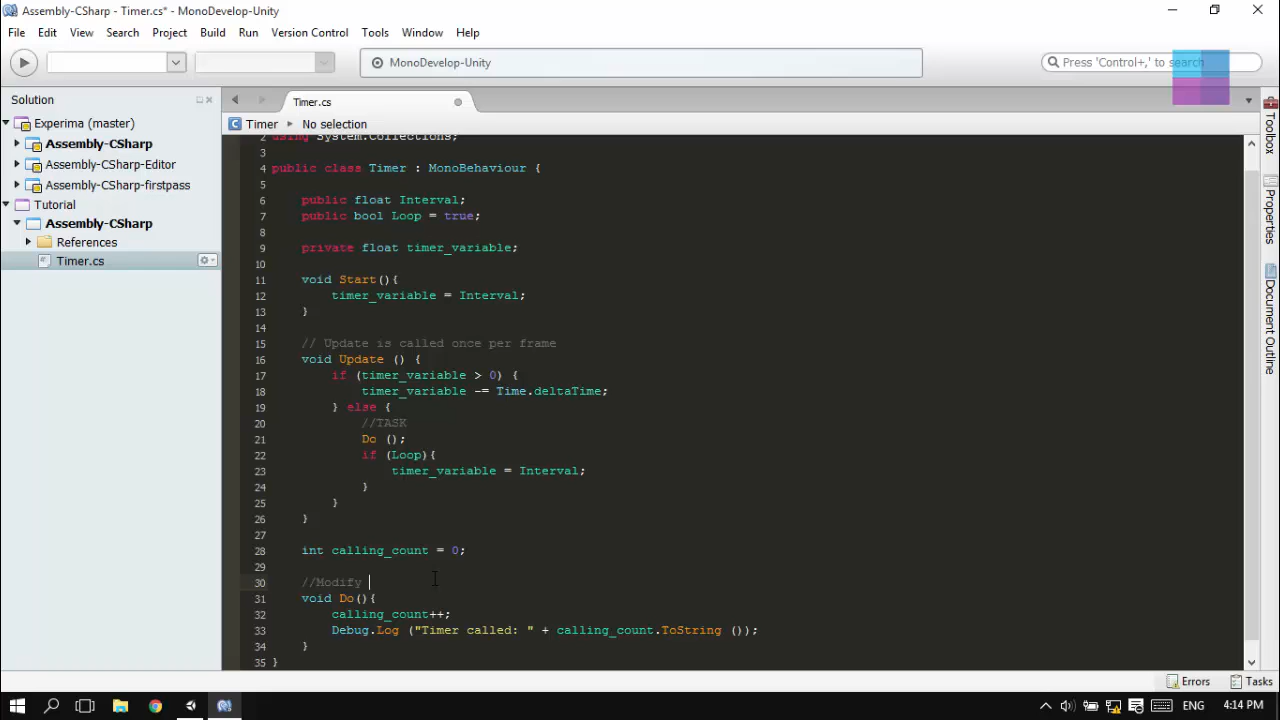 Assembly-CSharp - Timer.cs* - MonoDevelop-Unity
File Edit View Search Project Build Run Version Control Tools Window Help
MonoDevelop-Unity
Press 'Control+,' to search
Solution
Timer.cs
Experima (master)
Timer No selection
Assembly-CSharp
Assembly-CSharp-Editor
Assembly-CSharp-firstpass
Tutorial
Assembly-CSharp
References
Timer.cs
2 using System.Collections;
3
4 public class Timer : MonoBehaviour {
5
6 public float Interval;
7 public bool Loop = true;
8
9 private float timer_variable;
10
11 void Start(){
12 timer_variable = Interval;
13 }
14
15 // Update is called once per frame
16 void Update () {
17 if (timer_variable > 0) {
18 timer_variable -= Time.deltaTime;
19 } else {
20 //TASK
21 Do ();
22 if (Loop){
23 timer_variable = Interval;
24 }
25 }
26 }
27
28 int calling_count = 0;
29
30 //Modify
31 void Do(){
32 calling_count++;
33 Debug.Log ("Timer called: " + calling_count.ToString ());
34 }
35 }
Toolbox
Properties
Document Outline
Errors Tasks
ENG 4:14 PM